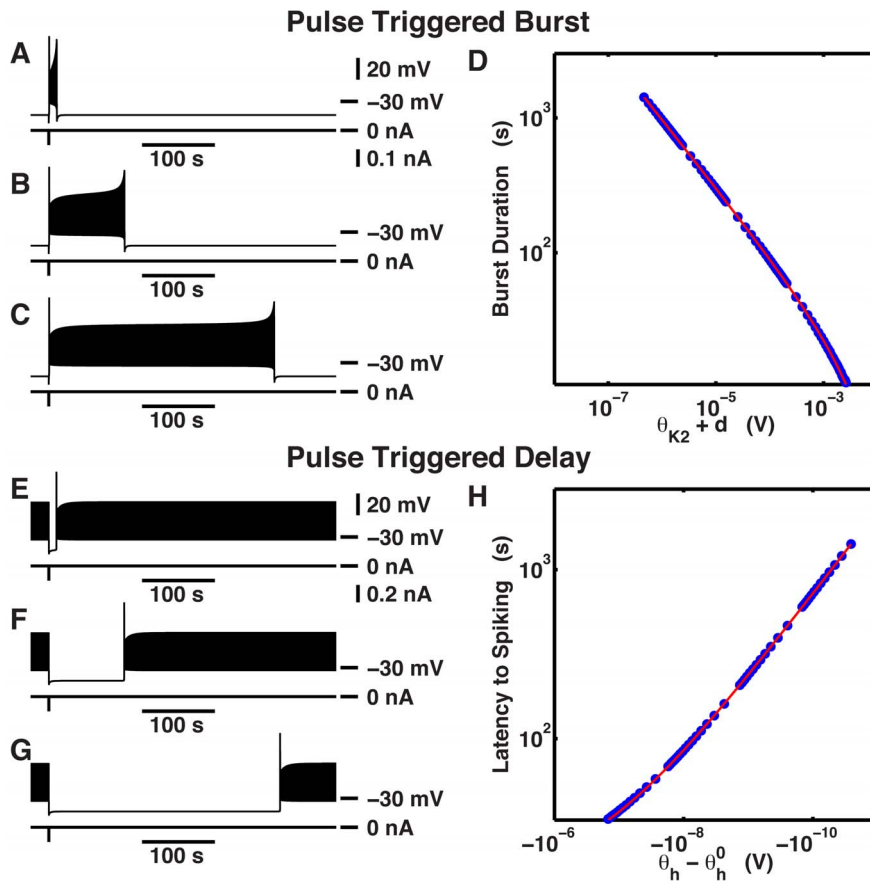 Pulse Triggered Burst
A
20 mV
−30 mV
0 nA
100 s
0.1 nA
B
−30 mV
0 nA
100 s
C
−30 mV
0 nA
100 s
D
Burst Duration (s)
10³
10²
10⁻⁷ 10⁻⁵ 10⁻³
θ_K2 + d (V)
Pulse Triggered Delay
E
20 mV
−30 mV
0 nA
100 s
0.2 nA
F
−30 mV
0 nA
100 s
G
−30 mV
0 nA
100 s
H
Latency to Spiking (s)
10³
10²
−10⁻⁶ −10⁻⁸ −10⁻¹⁰
θ_h − θ_h⁰ (V)